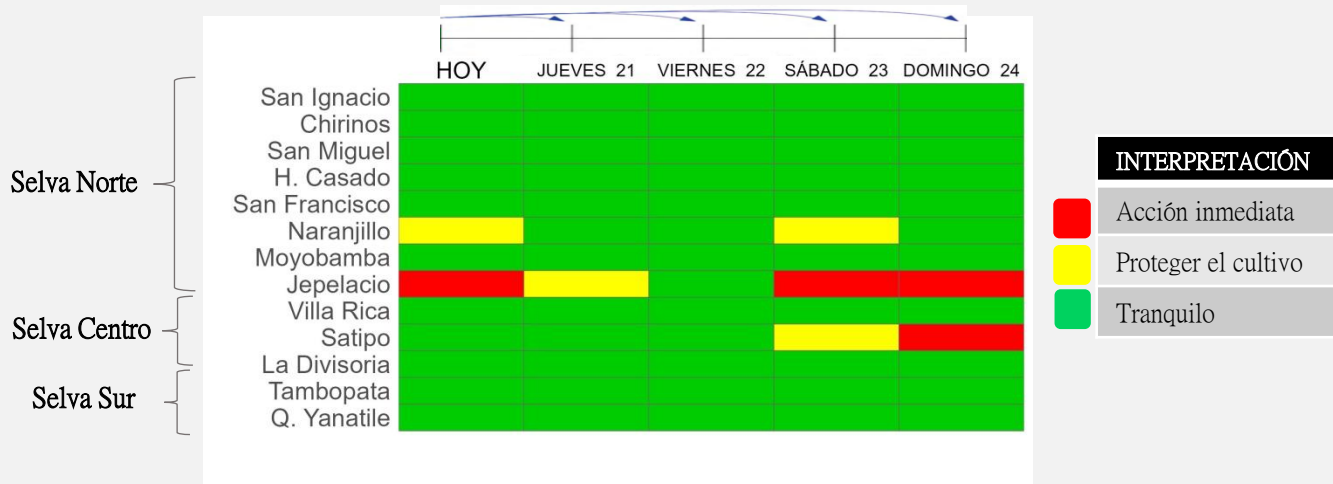 HOY JUEVES 21 VIERNES 22 SÁBADO 23 DOMINGO 24
San Ignacio
Chirinos
San Miguel
H. Casado
San Francisco
Naranjillo
Moyobamba
Jepelacio
Villa Rica
Satipo
La Divisoria
Tambopata
Q. Yanatile
Selva Norte
Selva Centro
Selva Sur
INTERPRETACIÓN
Acción inmediata
Proteger el cultivo
Tranquilo